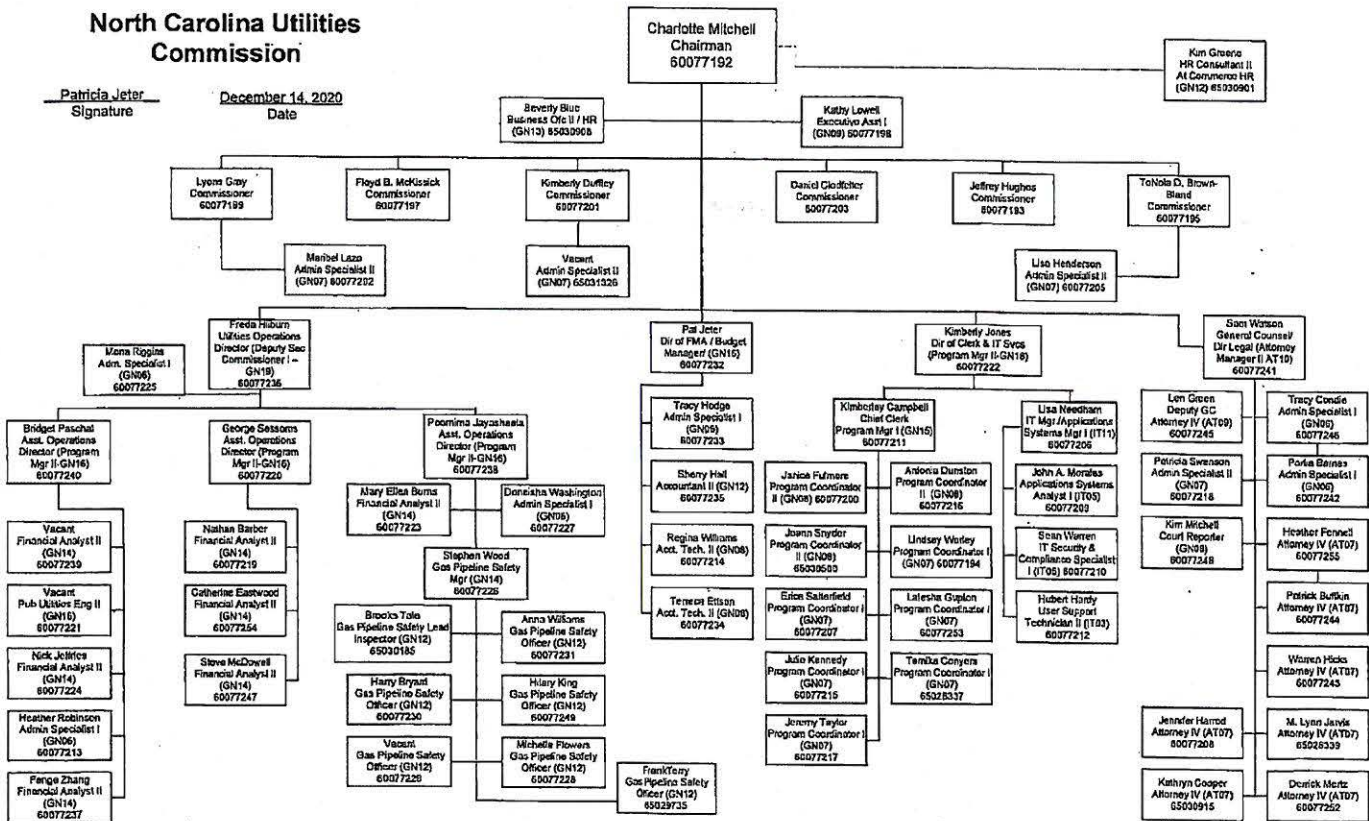 North Carolina Utilities
Commission
Patricia Jeter
Signature
December 14, 2020
Date
Charlotte Mitchell
Chairman
60077192
Kim Greene
HR Consultant II
At Commerce HR
(GN12) 65030901
Beverly Blue
Business Ofc II / HR
(GN13) 65030908
Kathy Lowell
Executive Asst I
(GN09) 60077198
Lyons Gray
Commissioner
60077199
Floyd B. McKissick
Commissioner
60077197
Kimberly Duffley
Commissioner
60077201
Daniel Clodfelter
Commissioner
60077203
Jeffrey Hughes
Commissioner
60077193
ToNola D. Brown-
Bland
Commissioner
60077195
Maribel Lazo
Admin Specialist II
(GN07) 60077202
Vacant
Admin Specialist II
(GN07) 65031326
Lisa Henderson
Admin Specialist II
(GN07) 60077205
Freda Hilburn
Utilities Operations
Director (Deputy Sec
Commissioner I –
GN19)
60077236
Mona Riggins
Adm. Specialist I
(GN06)
60077225
Pat Jeter
Dir of FMA / Budget
Manager/ (GN15)
60077232
Kimberly Jones
Dir of Clerk & IT Svcs
(Program Mgr II-GN16)
60077222
Sam Watson
General Counsel/
Dir Legal (Attorney
Manager II AT10)
60077241
Bridget Paschal
Asst. Operations
Director (Program
Mgr II-GN16)
60077240
George Sessoms
Asst. Operations
Director (Program
Mgr II-GN16)
60077220
Poornima Jayasheela
Asst. Operations
Director (Program
Mgr II-GN16)
60077238
Mary Ellen Burns
Financial Analyst II
(GN14)
60077223
Doneisha Washington
Admin Specialist I
(GN06)
60077227
Stephen Wood
Gas Pipeline Safety
Mgr (GN14)
60077226
Vacant
Financial Analyst II
(GN14)
60077239
Vacant
Pub Utilities Eng II
(GN16)
60077221
Nick Jeffries
Financial Analyst II
(GN14)
60077224
Heather Robinson
Admin Specialist I
(GN06)
60077213
Fenge Zhang
Financial Analyst II
(GN14)
60077237
Nathan Barber
Financial Analyst II
(GN14)
60077219
Catherine Eastwood
Financial Analyst II
(GN14)
60077254
Steve McDowell
Financial Analyst II
(GN14)
60077247
Brooks Tate
Gas Pipeline Safety Lead
Inspector (GN12)
65030185
Anna Williams
Gas Pipeline Safety
Officer (GN12)
60077231
Harry Bryant
Gas Pipeline Safety
Officer (GN12)
60077230
Hilary King
Gas Pipeline Safety
Officer (GN12)
60077249
Vacant
Gas Pipeline Safety
Officer (GN12)
60077229
Michelle Flowers
Gas Pipeline Safety
Officer (GN12)
60077228
FrankTerry
Gas Pipeline Safety
Officer (GN12)
65029735
Tracy Hodge
Admin Specialist I
(GN09)
60077233
Sherry Hall
Accountant II (GN12)
60077235
Regina Williams
Acct. Tech. II (GN08)
60077214
Acct. Tech. II (GN08)
60077234
Kimberley Campbell
Chief Clerk
Program Mgr I (GN15)
60077211
Janice Fulmore
Program Coordinator
II (GN08) 60077200
Antonia Dunston
Program Coordinator
II (GN08)
60077216
Joann Snyder
Program Coordinator
II (GN08)
65030500
Lindsey Worley
Program Coordinator I
(GN07) 60077194
Erica Satterfield
Program Coordinator I
(GN07)
60077207
Latesha Gupton
Program Coordinator I
(GN07)
60077253
Julie Kennedy
Program Coordinator I
(GN07)
60077215
Temika Conyers
Program Coordinator I
(GN07)
65028337
Jeremy Taylor
Program Coordinator I
(GN07)
60077217
Lisa Needham
IT Mgr./Applications
Systems Mgr I (IT11)
60077206
John A. Morales
Applications Systems
Analyst I (IT05)
60077209
Sean Warren
IT Security &
Compliance Specialist
I (IT05) 60077210
Hubert Hardy
User Support
Technician II (IT03)
60077212
Len Green
Deputy GC
Attorney IV (AT09)
60077245
Tracy Condie
Admin Specialist I
(GN06)
60077246
Patricia Swenson
Admin Specialist II
(GN07)
60077218
Portia Barnes
Admin Specialist I
(GN06)
60077242
Kim Mitchell
Court Reporter
(GN08)
60077248
Heather Fennell
Attorney IV (AT07)
60077255
Patrick Buffkin
Attorney IV (AT07)
60077244
Warren Hicks
Attorney IV (AT07)
60077243
Jennifer Harrod
Attorney IV (AT07)
60077208
M. Lynn Jarvis
Attorney IV (AT07)
65028339
Kathryn Cooper
Attorney IV (AT07)
65030915
Derrick Mertz
Attorney IV (AT07)
60077252